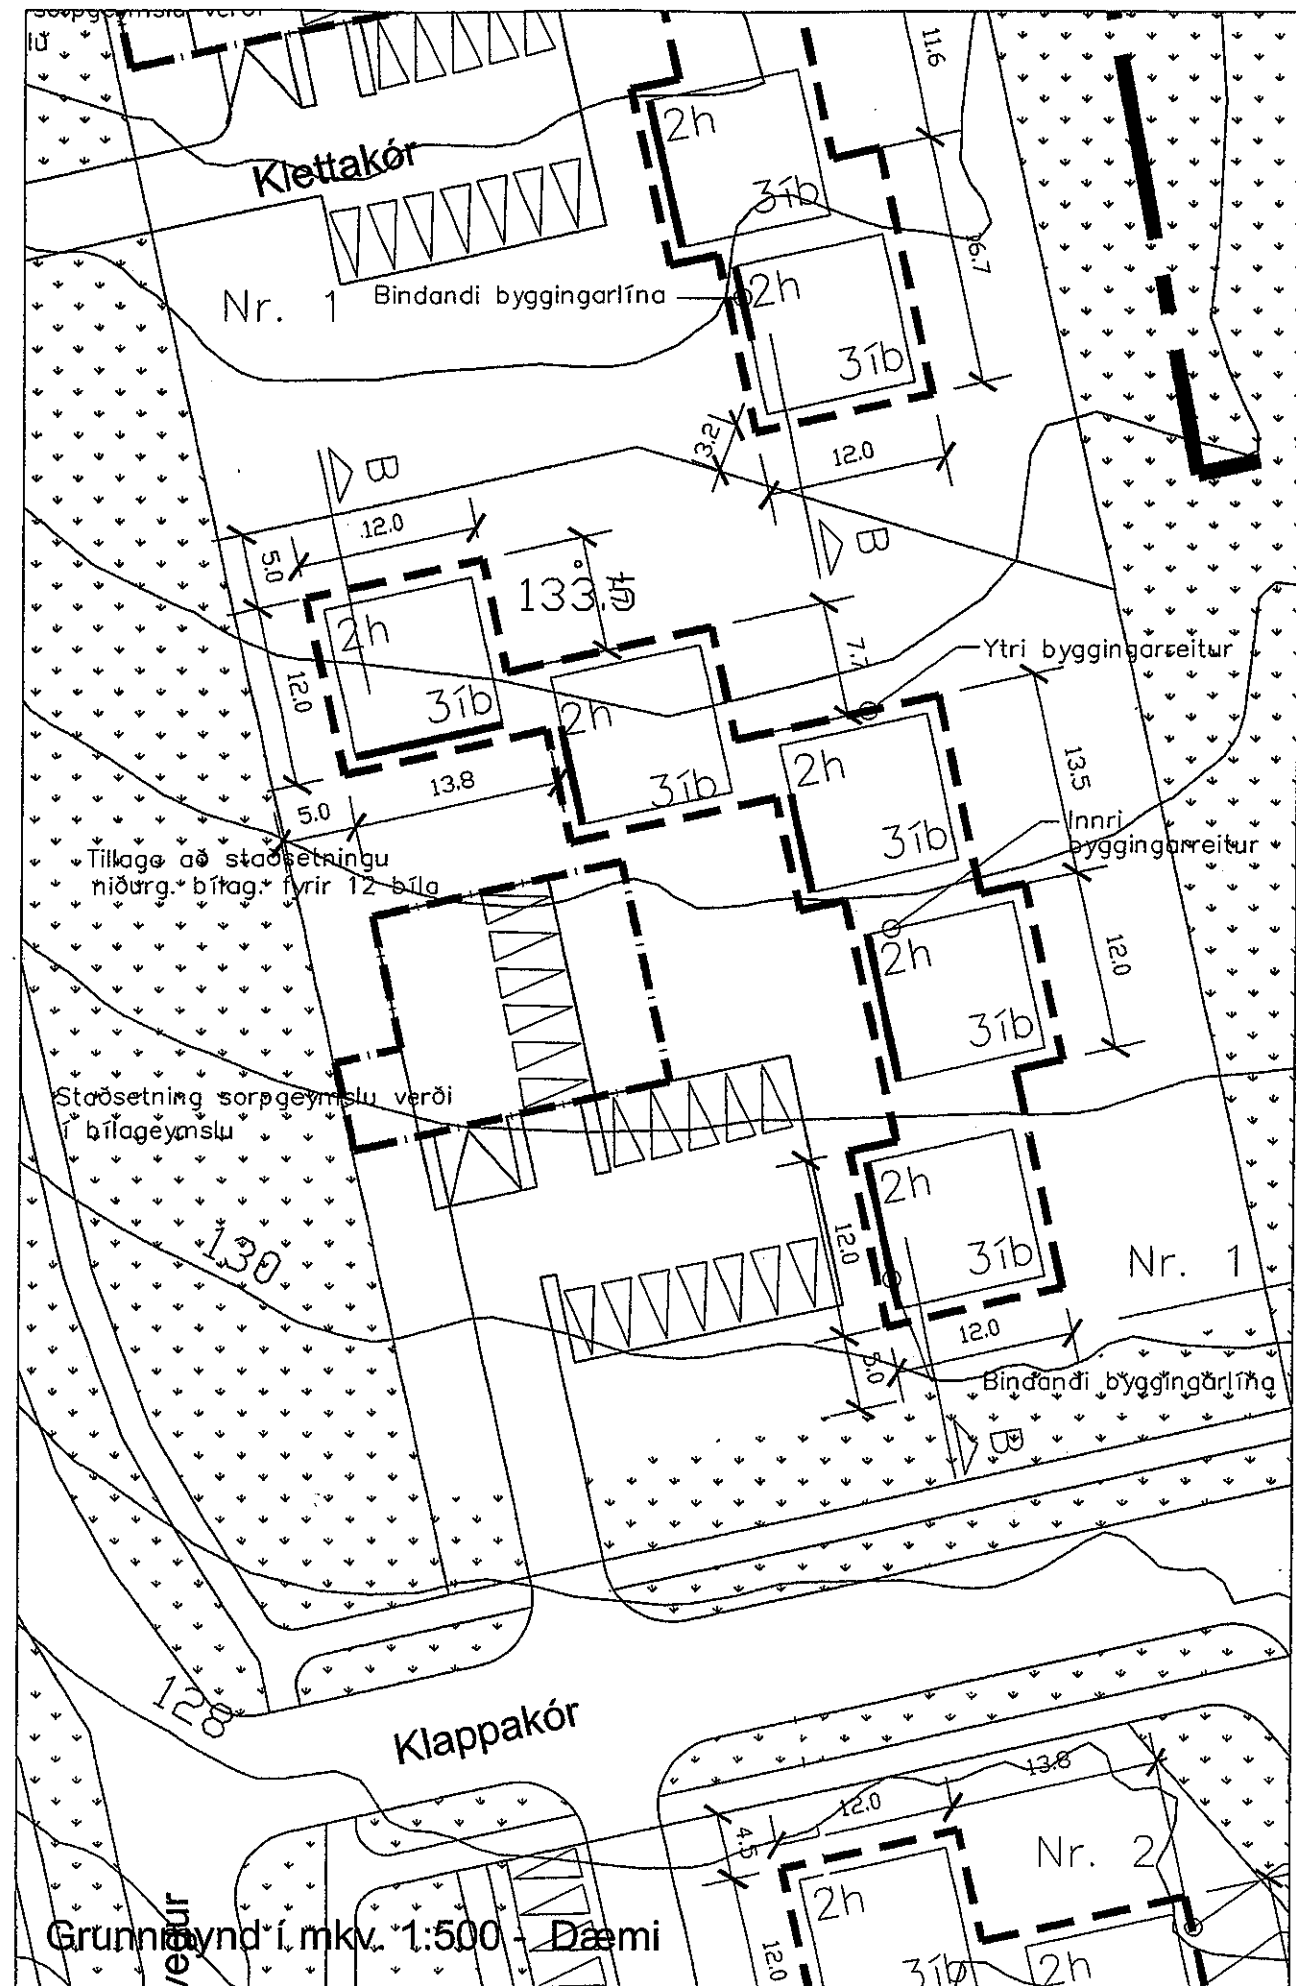 lu
11.6
2h
Klettakór
3íb
Nr. 1
Bindandi byggingarlína
2h
3íb
3.2
12.0
B
12.0
5.0
B
133.5
2h
Ytri byggingarreitur
7.7
12.0
3íb
2h
13.5
2h
13.8
3íb
5.0
Innri
byggingarreitur
3íb
Tillaga að staðsetningu
niðurg. bílag. fyrir 12 bíla
2h
12.0
3íb
Staðsetning sorpgeymslu verði
í bílageymslu
2h
130
12.0
3íb
Nr. 1
12.0
5.0
Bindandi byggingarlína
B
128
Klappakór
13.8
12.0
4.5
Nr. 2
2h
Grunnmynd í mkv. 1:500 - Dæmi
12.0
3íb
2h